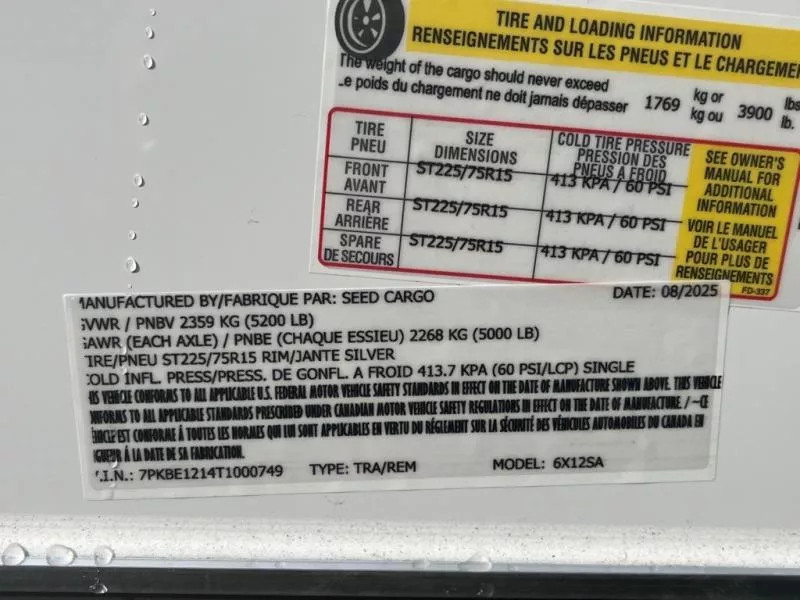 TIRE AND LOADING INFORMATION
RENSEIGNEMENTS SUR LES PNEUS ET LE CHARGEME
The weight of the cargo should never exceed
e poids du chargement ne doit jamais dépasser
1769 kg or kg ou 3900 lbs lb.
TIRE PNEU SIZE DIMENSIONS COLD TIRE PRESSURE PRESSION DES PNEUS A FROID
FRONT AVANT ST225/75R15 413 KPA / 60 PSI
REAR ARRIÈRE ST225/75R15 413 KPA / 60 PSI
SPARE DE SECOURS ST225/75R15 413 KPA / 60 PSI
SEE OWNER'S
MANUAL FOR
ADDITIONAL
INFORMATION
VOIR LE MANUEL
DE L'USAGER
POUR PLUS DE
RENSEIGNEMENTS
FD-337
MANUFACTURED BY/FABRIQUE PAR: SEED CARGO DATE: 08/2025
GVWR / PNBV 2359 KG (5200 LB)
GAWR (EACH AXLE) / PNBE (CHAQUE ESSIEU) 2268 KG (5000 LB)
TIRE/PNEU ST225/75R15 RIM/JANTE SILVER
COLD INFL. PRESS/PRESS. DE GONFL. A FROID 413.7 KPA (60 PSI/LCP) SINGLE
IS VEHICLE CONFORMS TO ALL APPLICABLE U.S. FEDERAL MOTOR VEHICLE SAFETY STANDARDS IN EFFECT ON THE DATE OF MANUFACTURE SHOWN ABOVE. THIS VEHICLE
NFORMS TO ALL APPLICABLE STANDARDS PRESCRIBED UNDER CANADIAN MOTOR VEHICLE SAFETY REGULATIONS IN EFFECT ON THE DATE OF MANUFACTURE. / –CE
ÉHICLE EST CONFORME À TOUTES LES NORMES QUI LUI SONT APPLICABLES EN VERTU DU RÈGLEMENT SUR LA SÉCURITÉ DES VÉHICULES AUTOMOBILES DU CANADA EN
IGUEUR À LA DATE DE SA FABRICATION.
V.I.N.: 7PKBE1214T1000749 TYPE: TRA/REM MODEL: 6X12SA